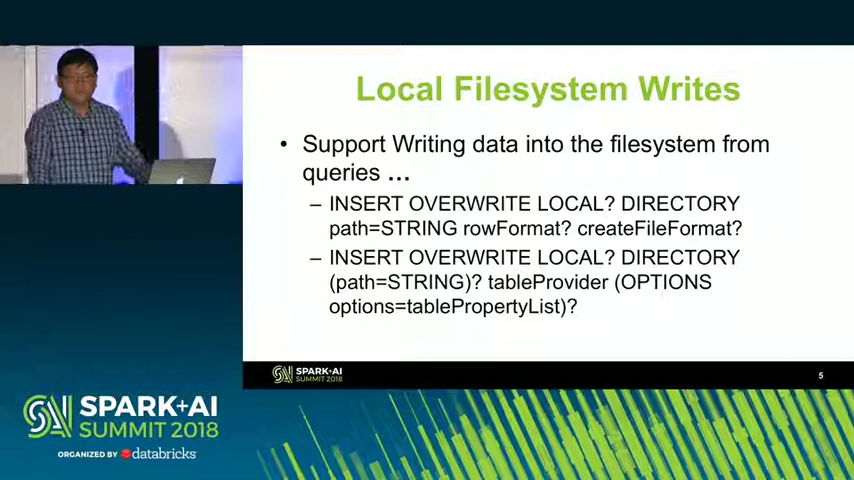 Local Filesystem Writes
• Support Writing data into the filesystem from
queries ...
– INSERT OVERWRITE LOCAL? DIRECTORY
path=STRING rowFormat? createFileFormat?
– INSERT OVERWRITE LOCAL? DIRECTORY
(path=STRING)? tableProvider (OPTIONS
options=tablePropertyList)?
SPARK+AI
SUMMIT 2018
5
SPARK+AI
SUMMIT 2018
ORGANIZED BY databricks